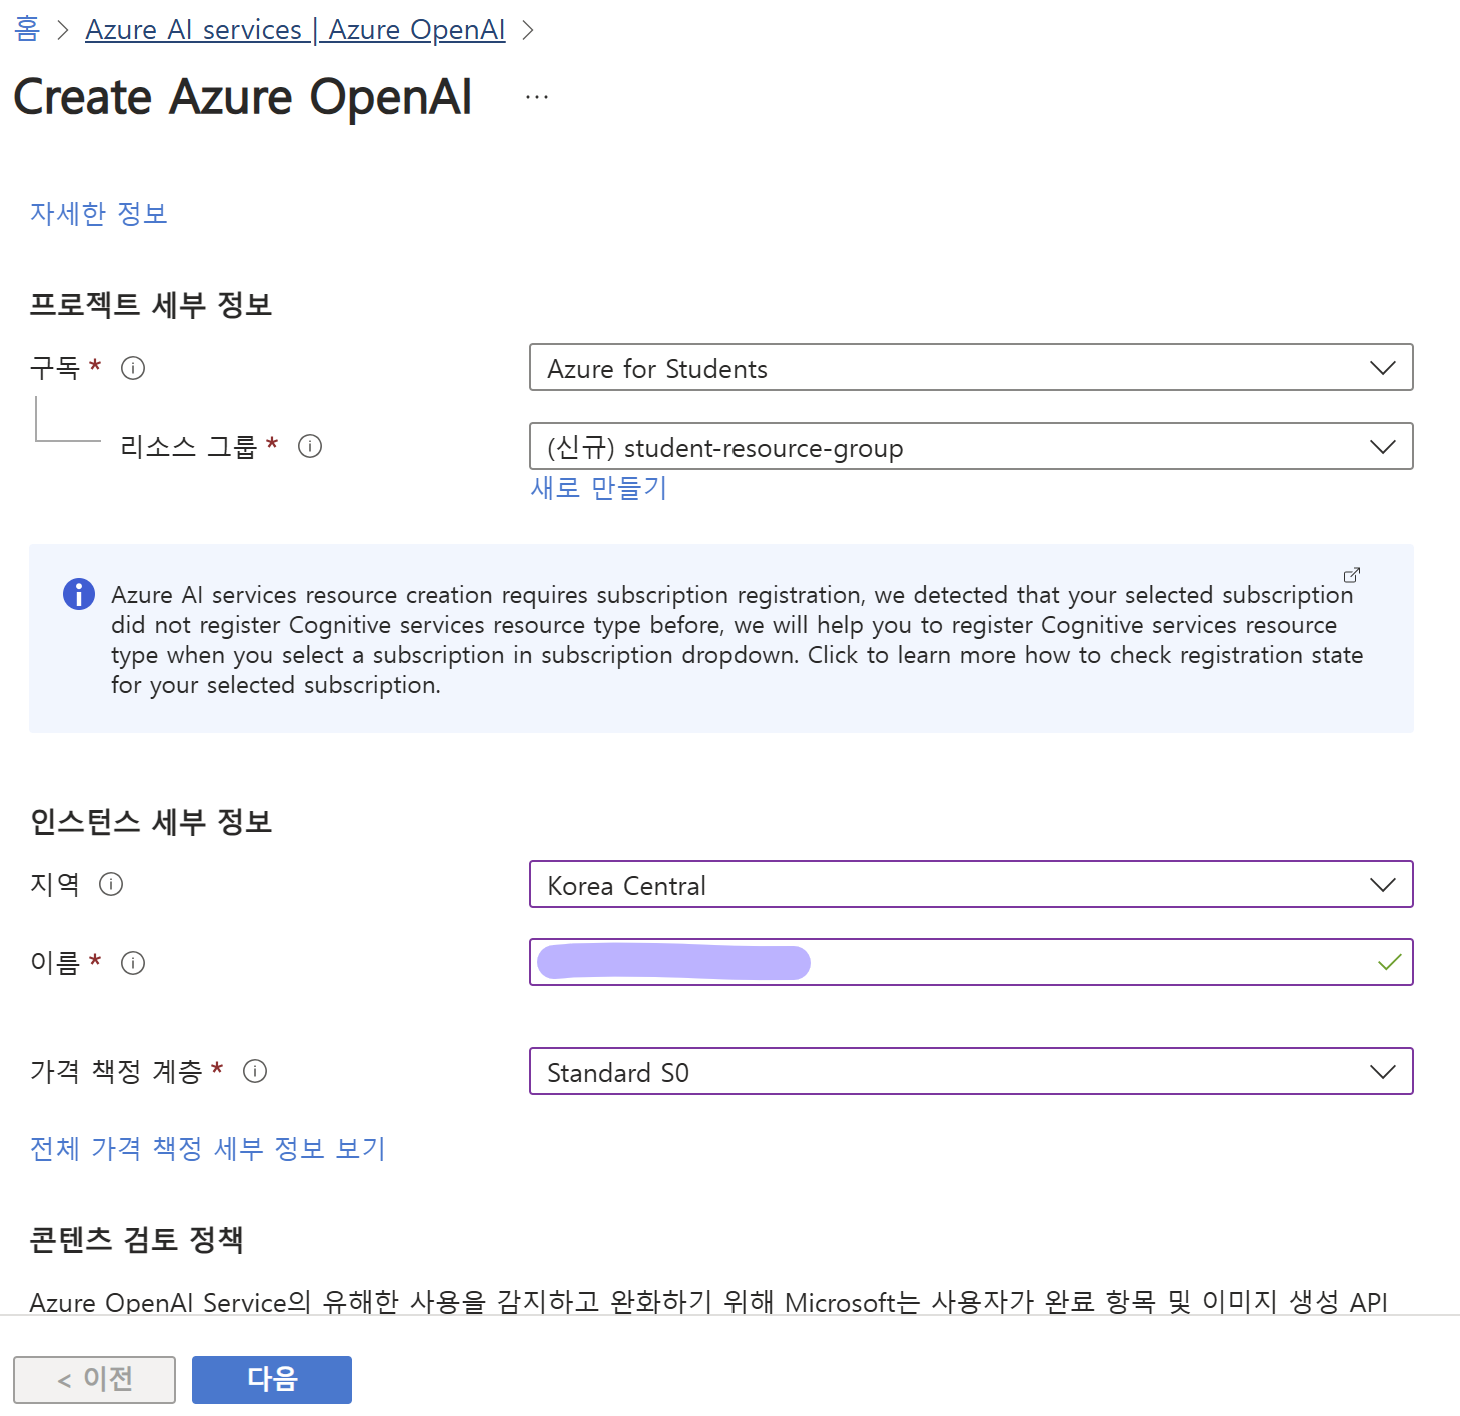 홈 > Azure AI services | Azure OpenAI >
Create Azure OpenAI ...
자세한 정보
프로젝트 세부 정보
구독 * Azure for Students
리소스 그룹 * (신규) student-resource-group
새로 만들기
Azure AI services resource creation requires subscription registration, we detected that your selected subscription
did not register Cognitive services resource type before, we will help you to register Cognitive services resource
type when you select a subscription in subscription dropdown. Click to learn more how to check registration state
for your selected subscription.
인스턴스 세부 정보
지역 Korea Central
이름 *
가격 책정 계층 * Standard S0
전체 가격 책정 세부 정보 보기
콘텐츠 검토 정책
Azure OpenAI Service의 유해한 사용을 감지하고 완화하기 위해 Microsoft는 사용자가 완료 항목 및 이미지 생성 API
< 이전 다음